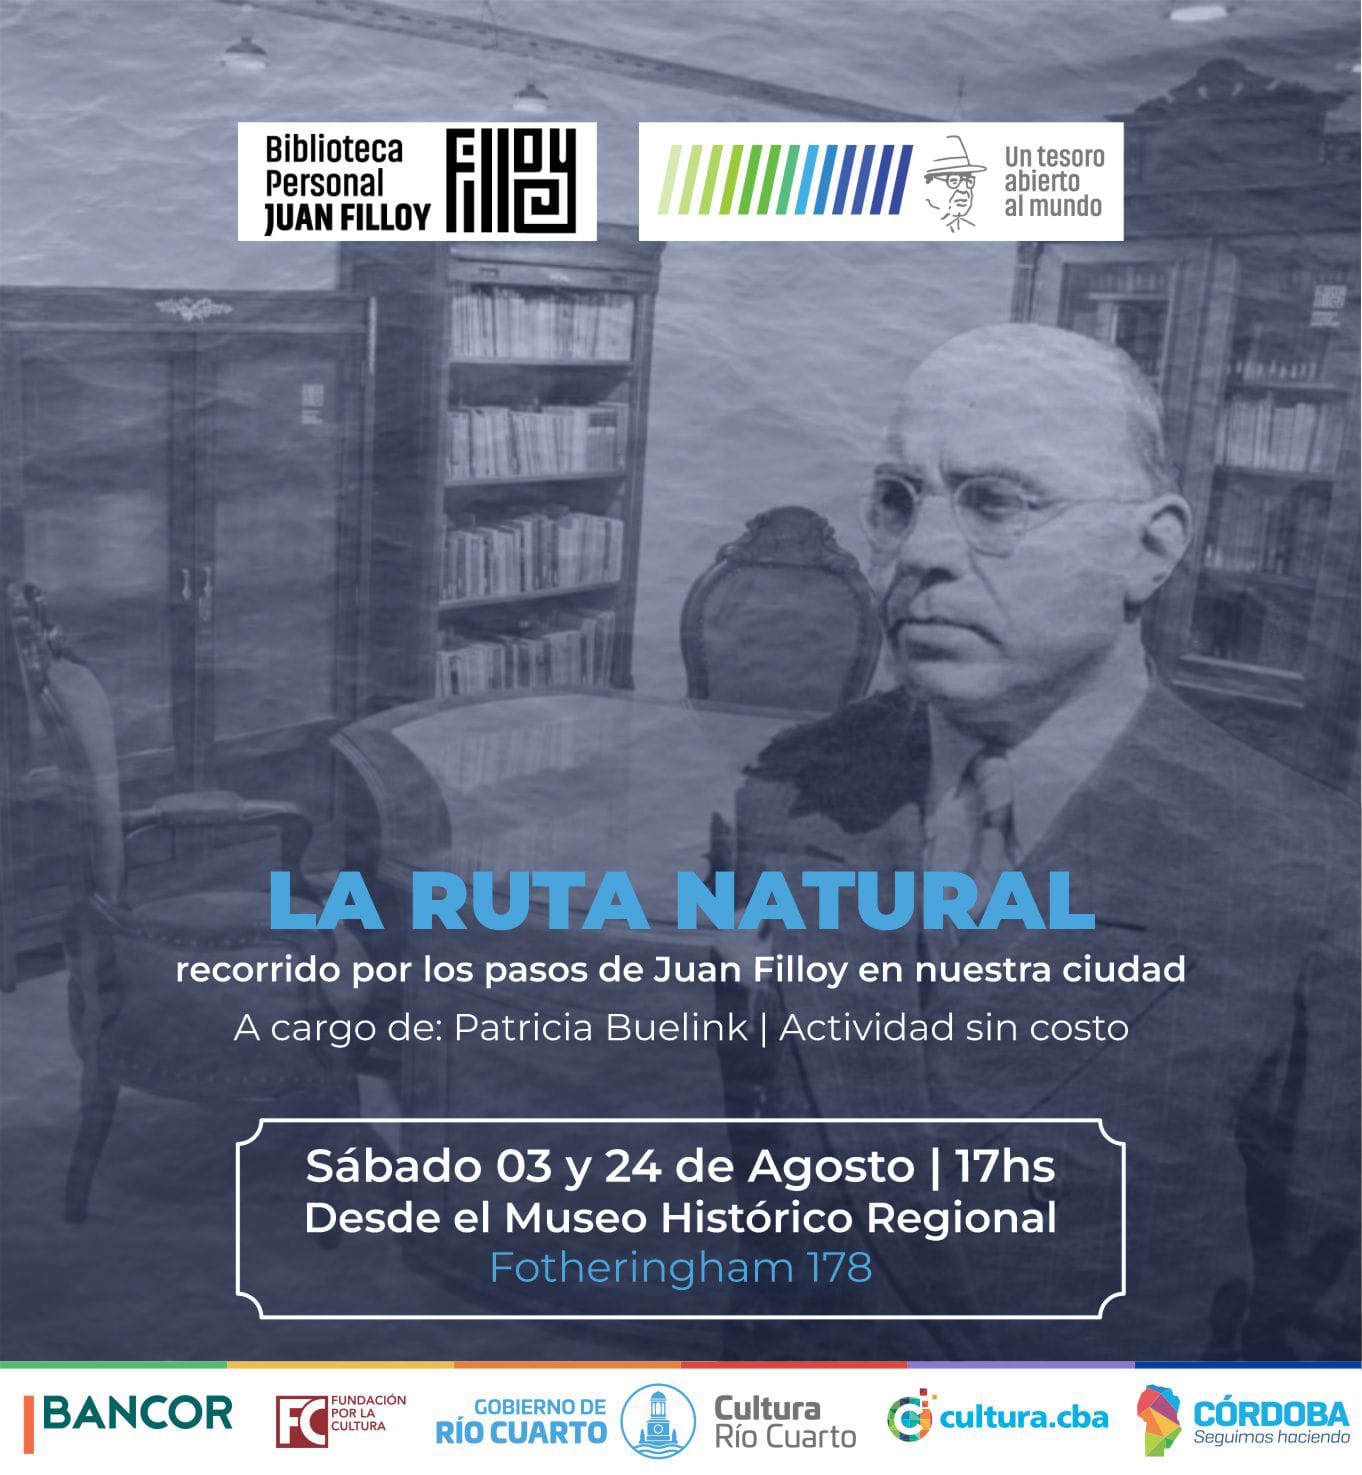 Biblioteca
Personal
JUAN FILLOY
Filloy
Un tesoro
abierto
al mundo
LA RUTA NATURAL
recorrido por los pasos de Juan Filloy en nuestra ciudad
A cargo de: Patricia Buelink | Actividad sin costo
Sábado 03 y 24 de Agosto | 17hs
Desde el Museo Histórico Regional
Fotheringham 178
BANCOR
FC
FUNDACIÓN
POR LA
CULTURA
GOBIERNO DE
RÍO CUARTO
Cultura
Río Cuarto
cultura.cba
CÓRDOBA
Seguimos haciendo